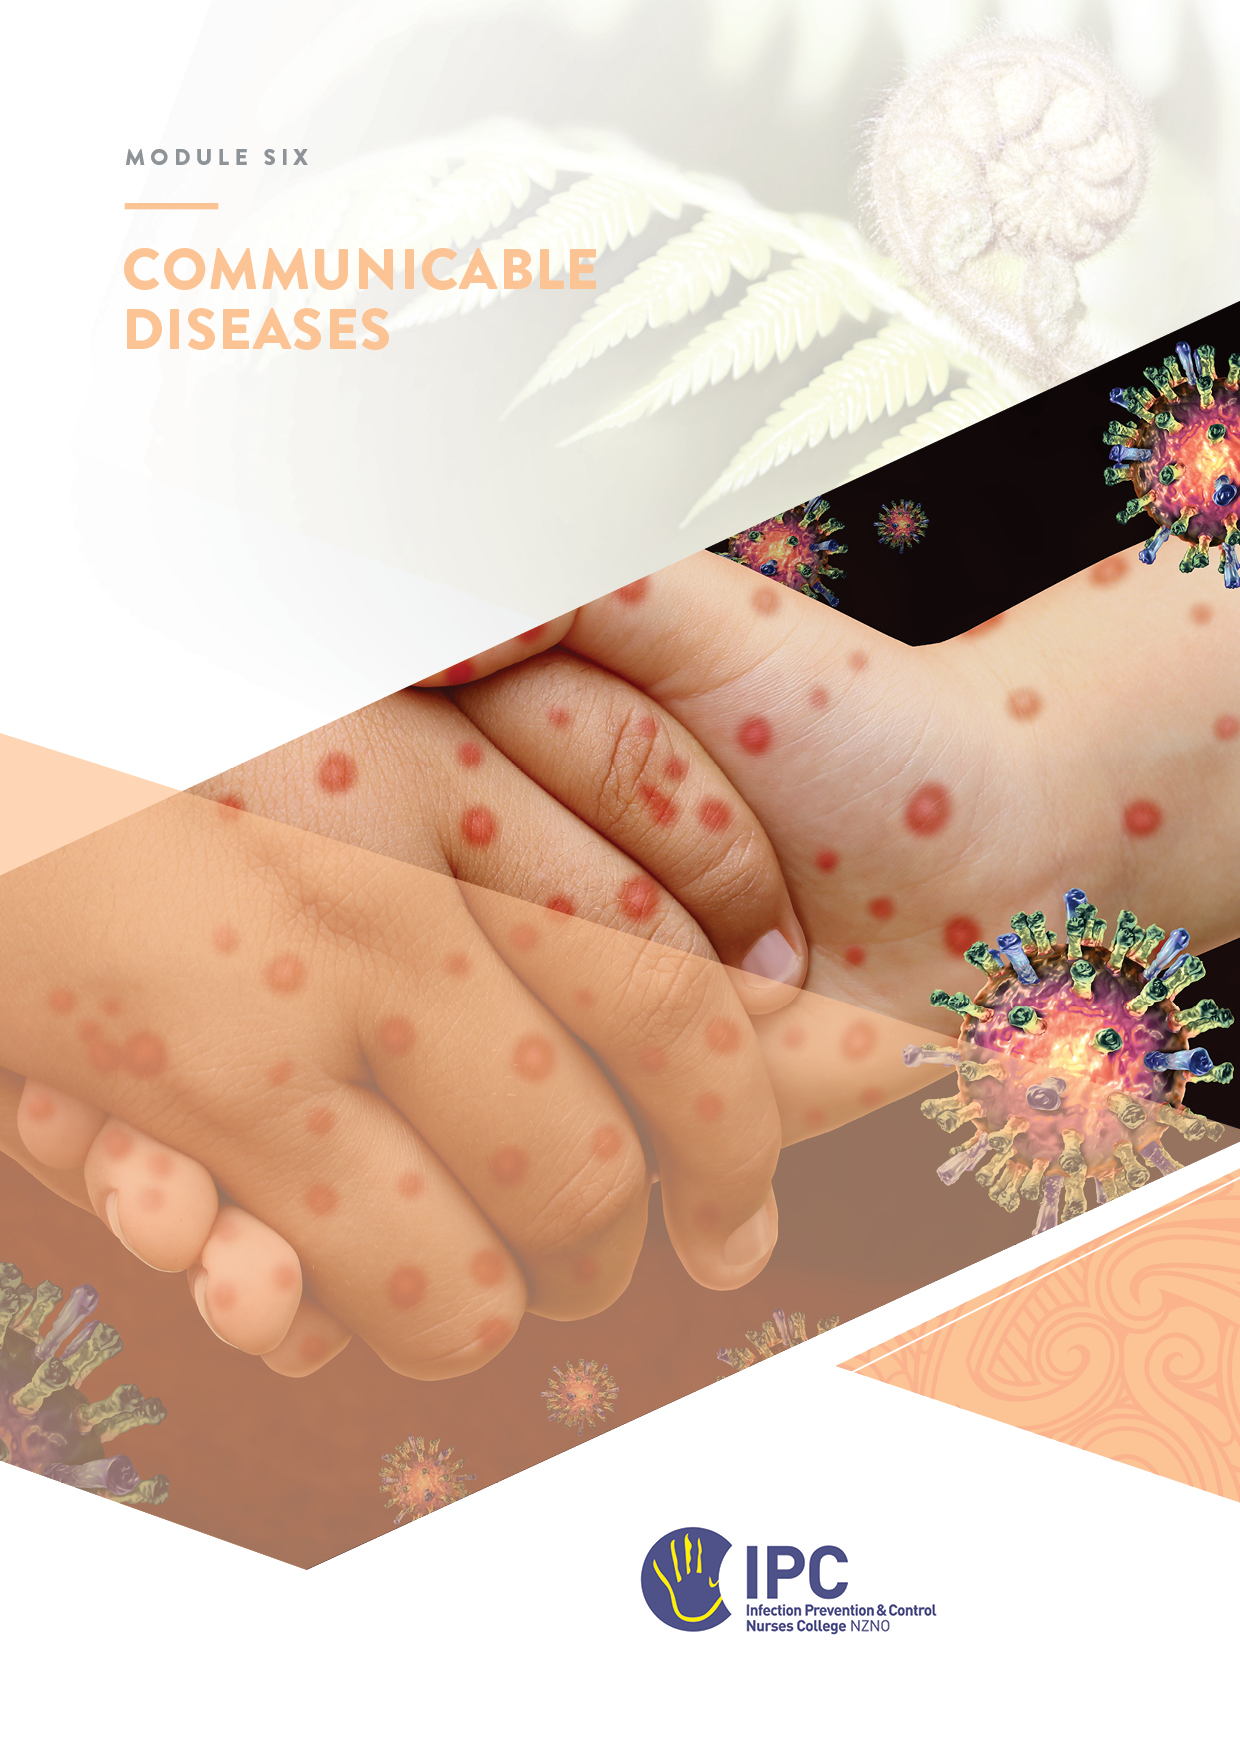 MODULE SIX
COMMUNICABLE
DISEASES
IPC
Infection Prevention & Control
Nurses College NZNO